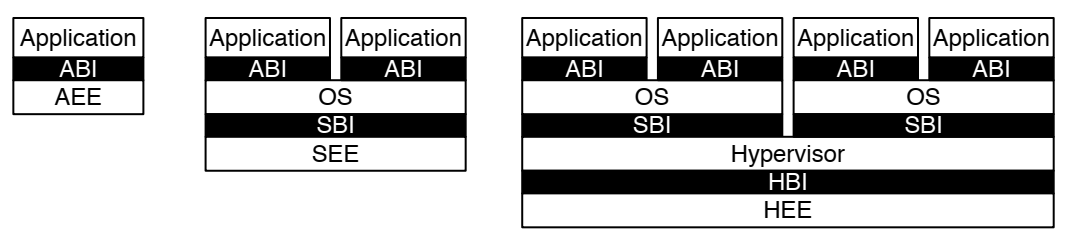 Application
ABI
AEE
Application Application
ABI ABI
OS
SBI
SEE
Application Application Application Application
ABI ABI ABI ABI
OS OS
SBI SBI
Hypervisor
HBI
HEE